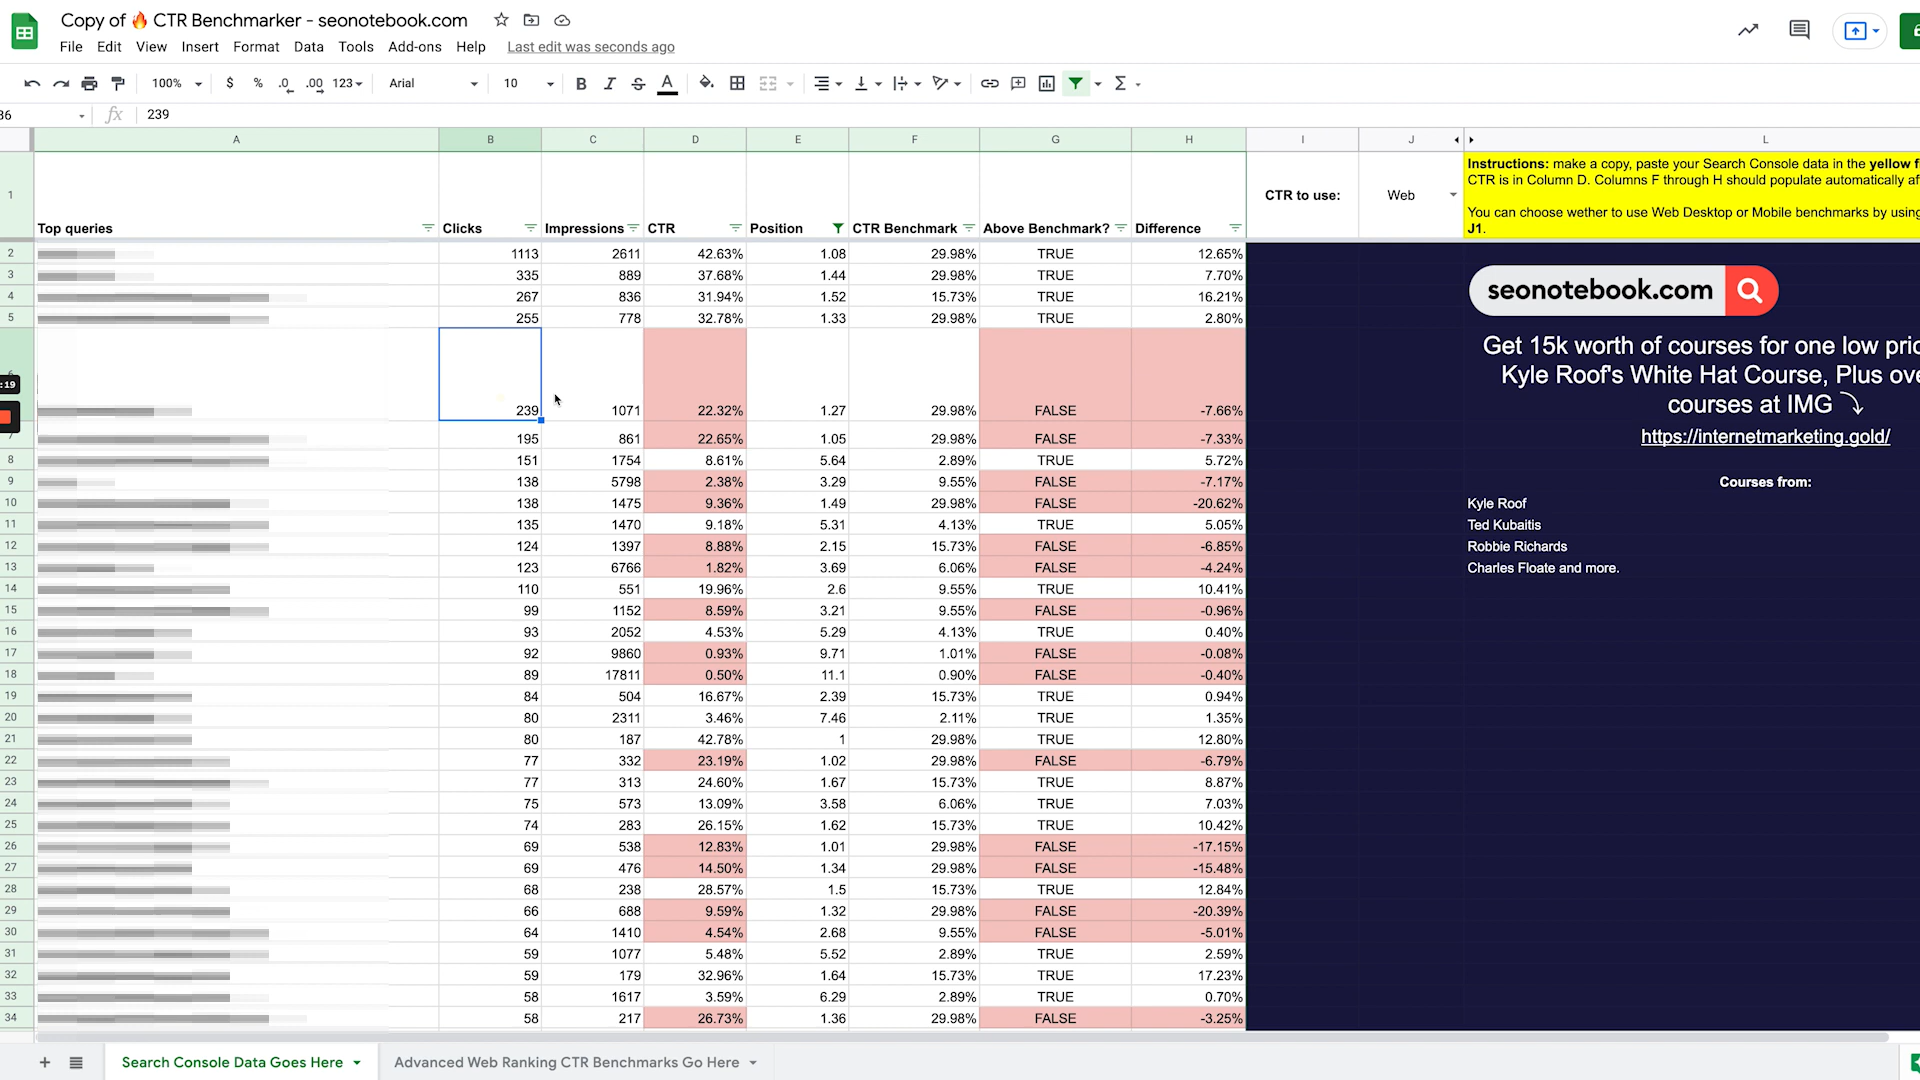 Copy of 🔥 CTR Benchmarker - seonotebook.com
File Edit View Insert Format Data Tools Add-ons Help Last edit was seconds ago
100% $ % .0 .00 123 Arial 10 B I S A Σ
36 fx 239
A B C D E F G H I J L
1 Top queries Clicks Impressions CTR Position CTR Benchmark Above Benchmark? Difference CTR to use: Web
Instructions: make a copy, paste your Search Console data in the yellow
CTR is in Column D. Columns F through H should populate automatically
You can choose wether to use Web Desktop or Mobile benchmarks by using
J1.
2 1113 2611 42.63% 1.08 29.98% TRUE 12.65%
3 335 889 37.68% 1.44 29.98% TRUE 7.70%
4 267 836 31.94% 1.52 15.73% TRUE 16.21%
5 255 778 32.78% 1.33 29.98% TRUE 2.80%
:19
239 1071 22.32% 1.27 29.98% FALSE -7.66%
7 195 861 22.65% 1.05 29.98% FALSE -7.33%
8 151 1754 8.61% 5.64 2.89% TRUE 5.72%
9 138 5798 2.38% 3.29 9.55% FALSE -7.17%
10 138 1475 9.36% 1.49 29.98% FALSE -20.62%
11 135 1470 9.18% 5.31 4.13% TRUE 5.05%
12 124 1397 8.88% 2.15 15.73% FALSE -6.85%
13 123 6766 1.82% 3.69 6.06% FALSE -4.24%
14 110 551 19.96% 2.6 9.55% TRUE 10.41%
15 99 1152 8.59% 3.21 9.55% FALSE -0.96%
16 93 2052 4.53% 5.29 4.13% TRUE 0.40%
17 92 9860 0.93% 9.71 1.01% FALSE -0.08%
18 89 17811 0.50% 11.1 0.90% FALSE -0.40%
19 84 504 16.67% 2.39 15.73% TRUE 0.94%
20 80 2311 3.46% 7.46 2.11% TRUE 1.35%
21 80 187 42.78% 1 29.98% TRUE 12.80%
22 77 332 23.19% 1.02 29.98% FALSE -6.79%
23 77 313 24.60% 1.67 15.73% TRUE 8.87%
24 75 573 13.09% 3.58 6.06% TRUE 7.03%
25 74 283 26.15% 1.62 15.73% TRUE 10.42%
26 69 538 12.83% 1.01 29.98% FALSE -17.15%
27 69 476 14.50% 1.34 29.98% FALSE -15.48%
28 68 238 28.57% 1.5 15.73% TRUE 12.84%
29 66 688 9.59% 1.32 29.98% FALSE -20.39%
30 64 1410 4.54% 2.68 9.55% FALSE -5.01%
31 59 1077 5.48% 5.52 2.89% TRUE 2.59%
32 59 179 32.96% 1.64 15.73% TRUE 17.23%
33 58 1617 3.59% 6.29 2.89% TRUE 0.70%
34 58 217 26.73% 1.36 29.98% FALSE -3.25%
seonotebook.com
Get 15k worth of courses for one low
Kyle Roof's White Hat Course, Plus
courses at IMG
https://internetmarketing.gold/
Courses from:
Kyle Roof
Ted Kubaitis
Robbie Richards
Charles Floate and more.
Search Console Data Goes Here Advanced Web Ranking CTR Benchmarks Go Here